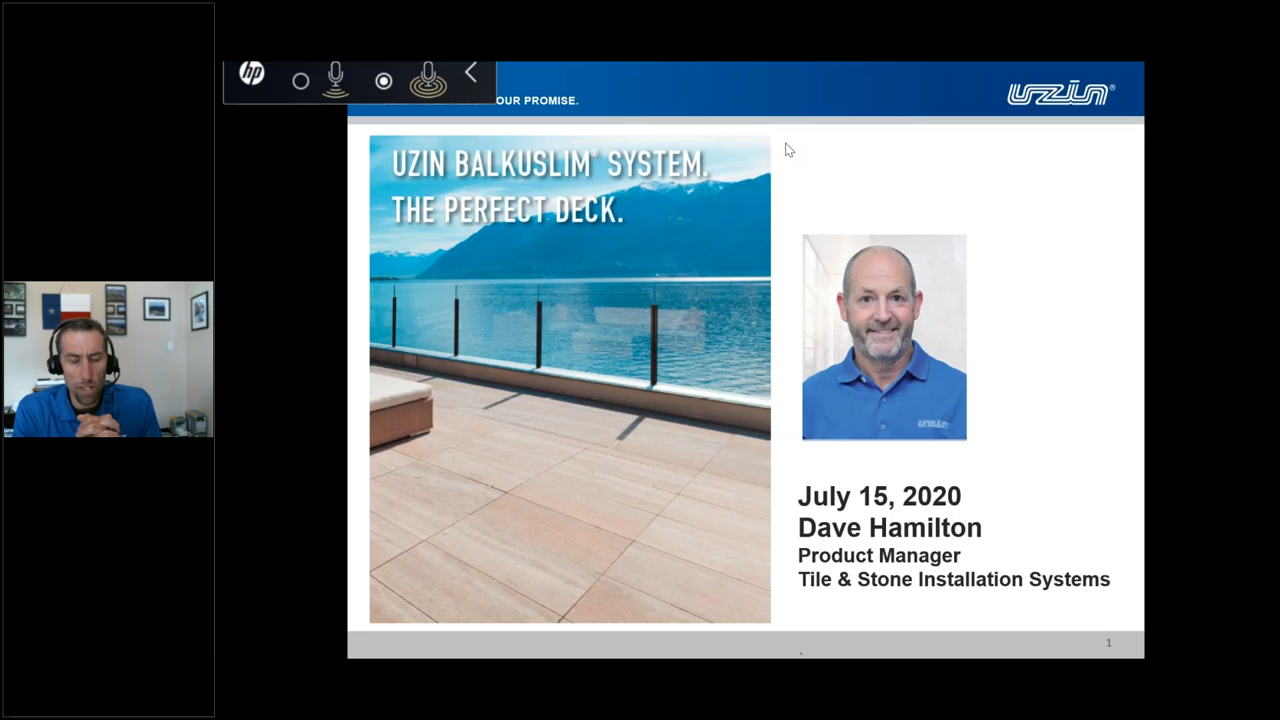 hp
OUR PROMISE.
uzin®
UZIN BALKUSLIM® SYSTEM.
THE PERFECT DECK.
uzin
July 15, 2020
Dave Hamilton
Product Manager
Tile & Stone Installation Systems
1